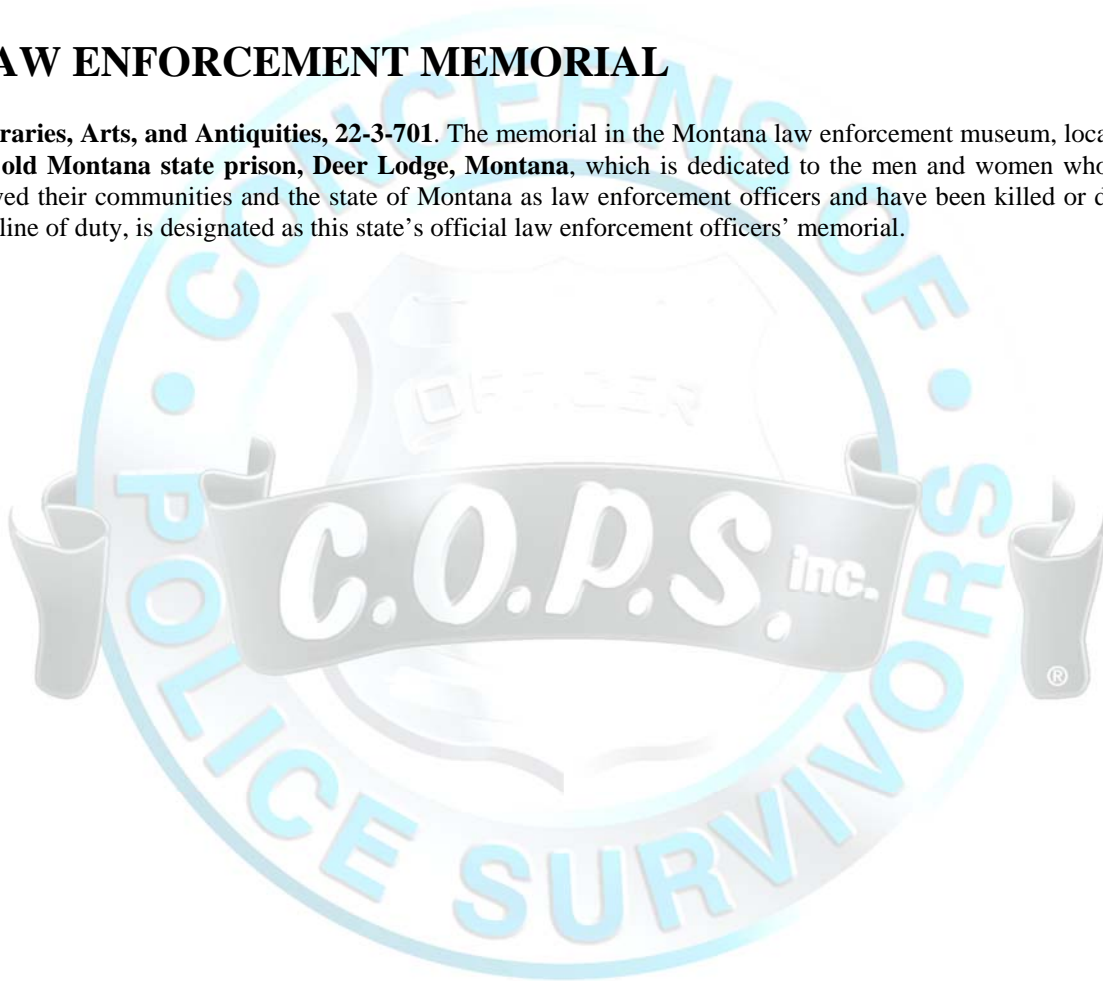 AW ENFORCEMENT MEMORIAL
raries, Arts, and Antiquities, 22-3-701. The memorial in the Montana law enforcement museum, loca
old Montana state prison, Deer Lodge, Montana, which is dedicated to the men and women who
ved their communities and the state of Montana as law enforcement officers and have been killed or d
line of duty, is designated as this state’s official law enforcement officers’ memorial.
• CONCERNS OF •
OFFICER
C.O.P.S. inc.
®
POLICE SURVIVORS